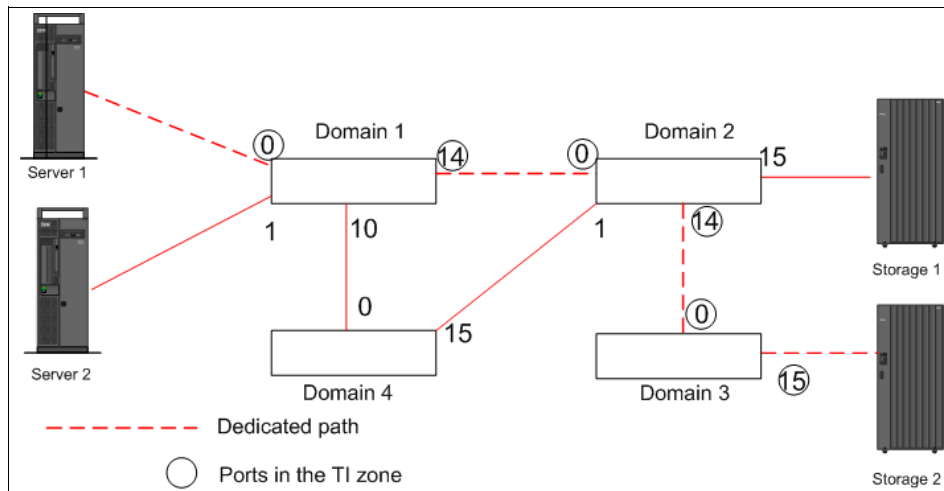 Domain 1
Domain 2
0
14
0
15
Server 1
1
10
1
14
Storage 1
0
15
0
Server 2
Domain 4
Domain 3
15
Dedicated path
Ports in the TI zone
Storage 2